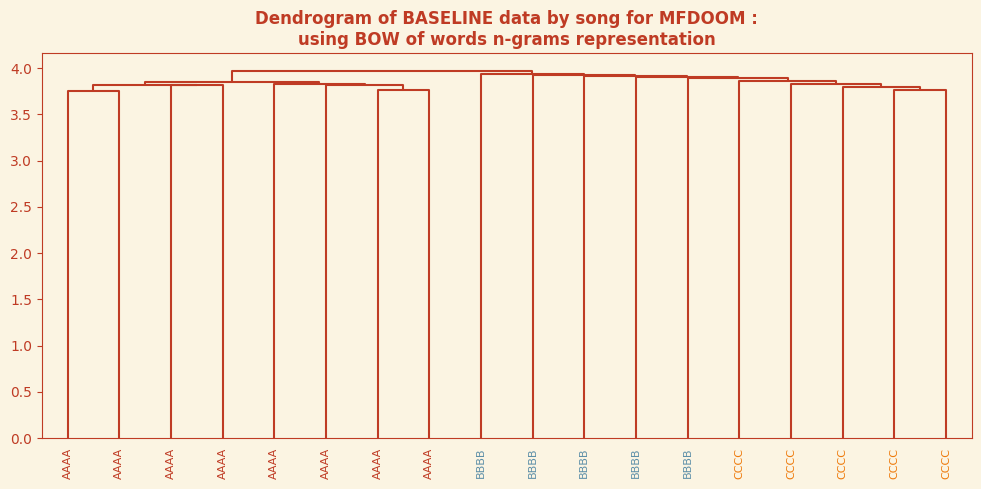 Dendrogram of BASELINE data by song for MFDOOM :
using BOW of words n-grams representation
4.0
3.5
3.0
2.5
2.0
1.5
1.0
0.5
0.0
AAAA
AAAA
AAAA
AAAA
AAAA
AAAA
AAAA
AAAA
BBBB
BBBB
BBBB
BBBB
BBBB
CCCC
CCCC
CCCC
CCCC
CCCC